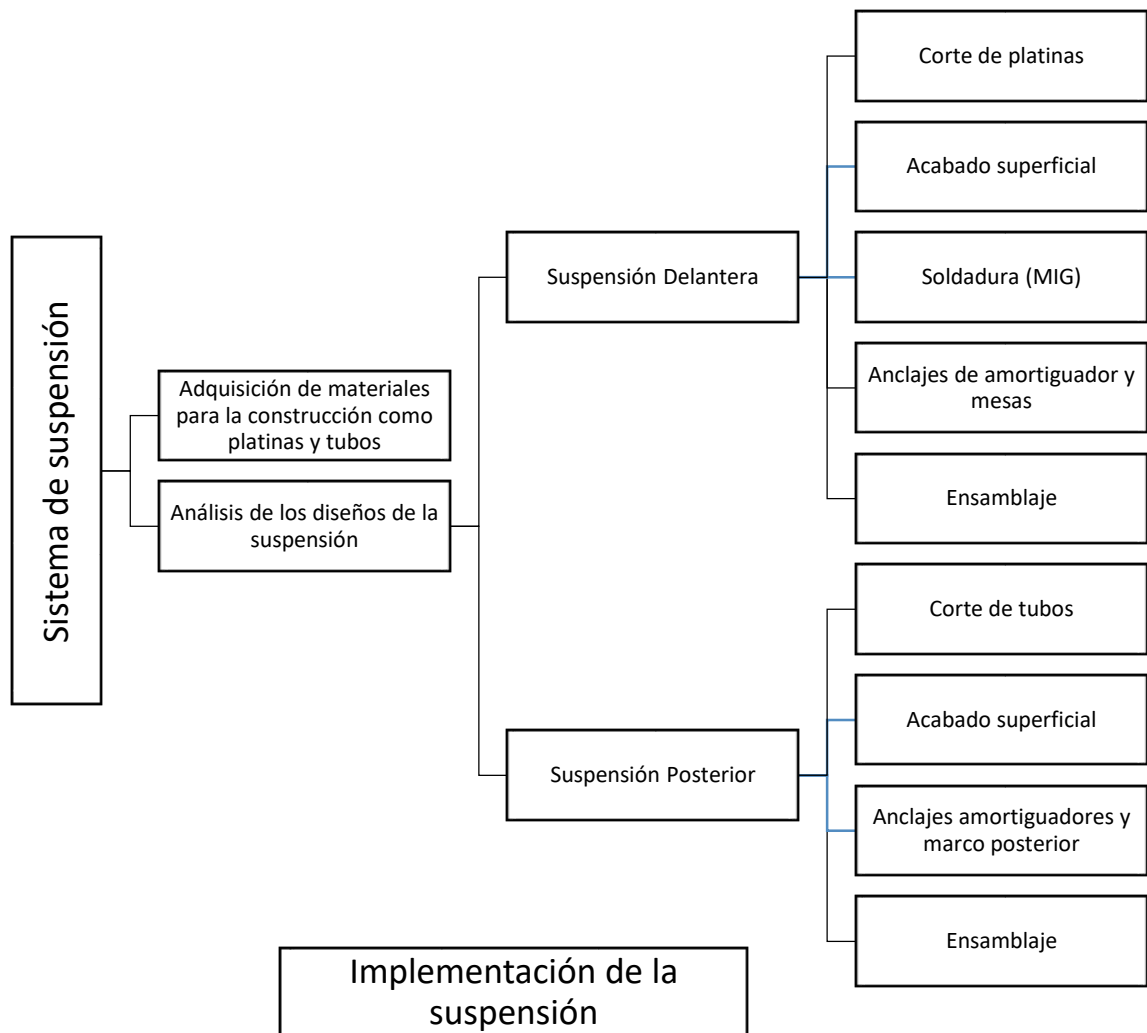 Sistema de suspensión
Adquisición de materiales
para la construcción como
platinas y tubos
Análisis de los diseños de la
suspensión
Suspensión Delantera
Corte de platinas
Acabado superficial
Soldadura (MIG)
Anclajes de amortiguador y
mesas
Ensamblaje
Suspensión Posterior
Corte de tubos
Acabado superficial
Anclajes amortiguadores y
marco posterior
Ensamblaje
Implementación de la
suspensión